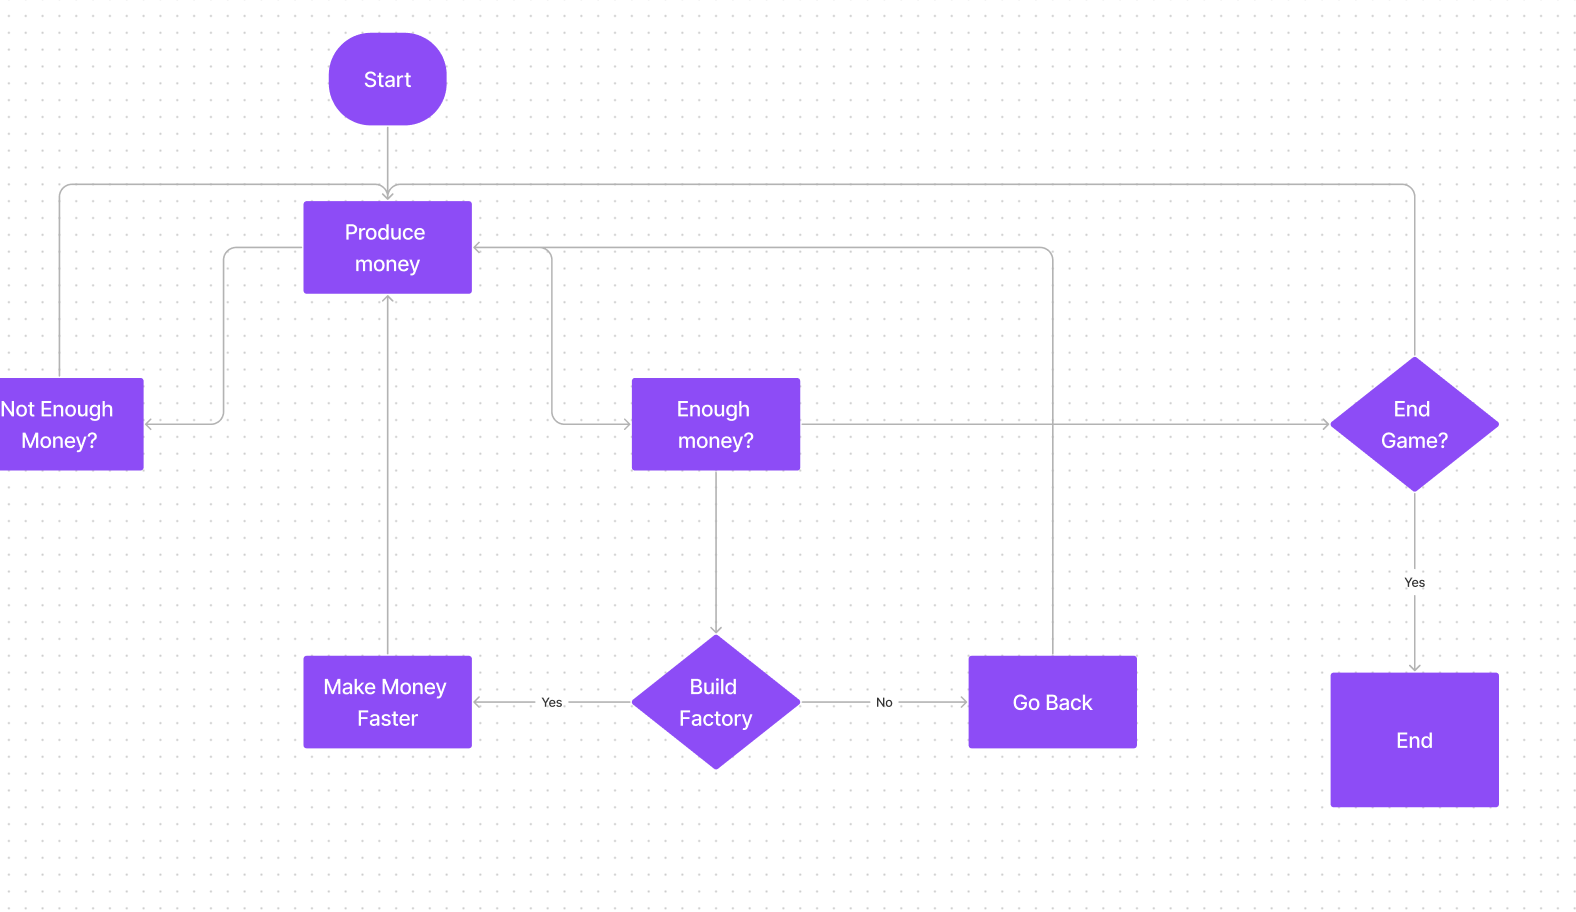 Start
Produce
money
Not Enough
Money?
Enough
money?
End
Game?
Yes
Make Money
Faster
Yes
Build
Factory
No
Go Back
End